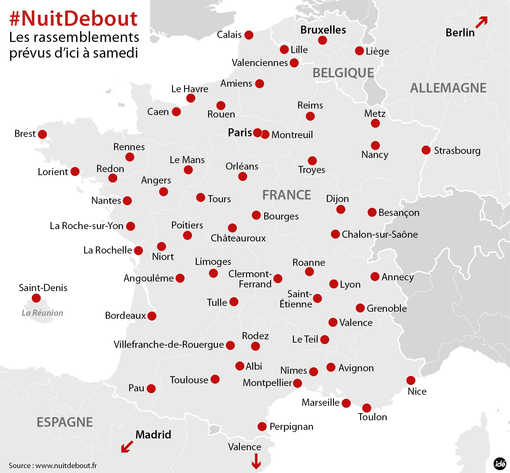 #NuitDebout
Les rassemblements
prévus d'ici à samedi
Calais
Bruxelles
Berlin
Lille
Liège
Valenciennes
BELGIQUE
ALLEMAGNE
Amiens
Le Havre
Rouen
Caen
Reims
Metz
Brest
Paris
Montreuil
Rennes
Nancy
Strasbourg
Le Mans
Lorient
Redon
Troyes
Orléans
Angers
Nantes
Tours
FRANCE
Dijon
Besançon
Bourges
La Roche-sur-Yon
Poitiers
Châteauroux
Chalon-sur-Saône
La Rochelle
Niort
Limoges
Roanne
Annecy
Angoulême
Clermont-
Ferrand
Lyon
Saint-Denis
Saint-
Étienne
La Réunion
Tulle
Grenoble
Bordeaux
Valence
Rodez
Le Teil
Villefranche-de-Rouergue
Albi
Nîmes
Avignon
Toulouse
Montpellier
Pau
Nice
Marseille
Toulon
ESPAGNE
Perpignan
Madrid
Valence
Source : www.nuitdebout.fr
idé